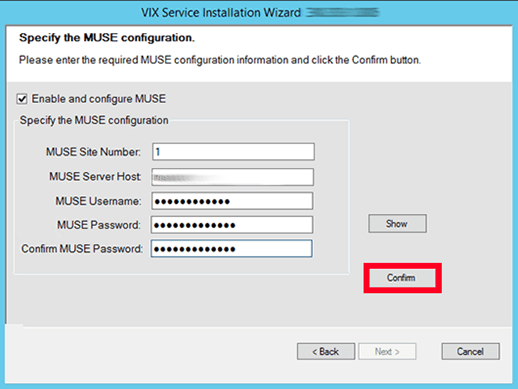 VIX Service Installation Wizard
Specify the MUSE configuration.
Please enter the required MUSE configuration information and click the Confirm button.
Enable and configure MUSE
Specify the MUSE configuration
MUSE Site Number: 1
MUSE Server Host:
MUSE Username: ●●●●●●●●●●●●
MUSE Password: ●●●●●●●●●●●●●
Show
Confirm MUSE Password: ●●●●●●●●●●●●●
Confirm
< Back Next > Cancel